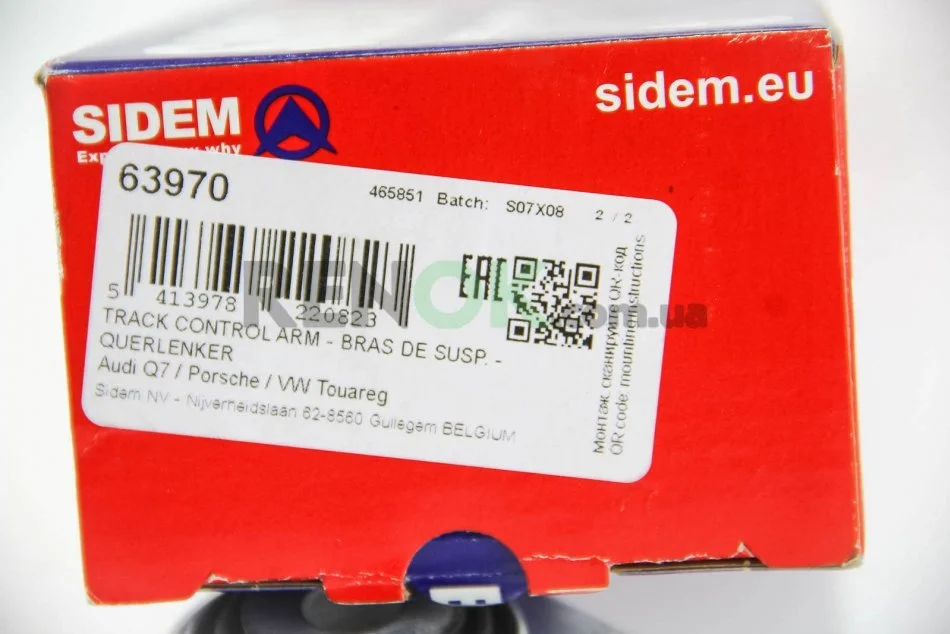 sidem.eu
SIDEM
63970
465851 Batch: S07X08 2 / 2
EAC
5 413978 220823
TRACK CONTROL ARM - BRAS DE SUSP. -
QUERLENKER
Audi Q7 / Porsche / VW Touareg
Sidem NV - Nijverheidslaan 62-8560 Gullegem BELGIUM
Монтаж: сканируй QR-код
QR code: mounting instructions
.com.ua